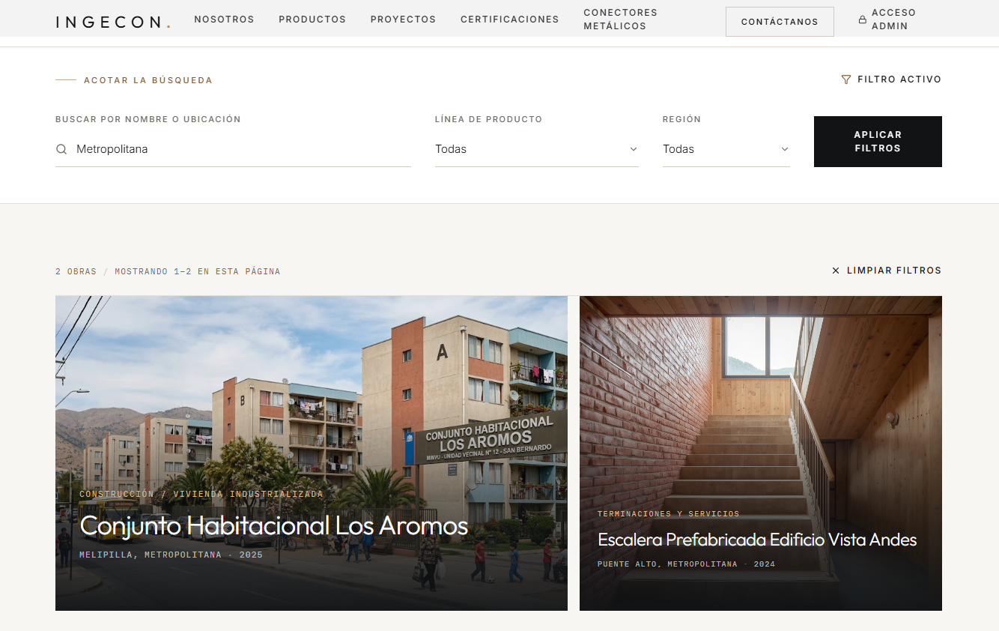 INGECON.
NOSOTROS
PRODUCTOS
PROYECTOS
CERTIFICACIONES
CONECTORES
METÁLICOS
CONTÁCTANOS
ACCESO
ADMIN
ACOTAR LA BÚSQUEDA
FILTRO ACTIVO
BUSCAR POR NOMBRE O UBICACIÓN
LÍNEA DE PRODUCTO
REGIÓN
Metropolitana
Todas
Todas
APLICAR
FILTROS
2 OBRAS / MOSTRANDO 1–2 EN ESTA PÁGINA
LIMPIAR FILTROS
A
B
C
CONJUNTO HABITACIONAL
LOS AROMOS
MINVU - UNIDAD VECINAL N° 12 - SAN BERNARDO
CONSTRUCCIÓN / VIVIENDA INDUSTRIALIZADA
Conjunto Habitacional Los Aromos
MELIPILLA, METROPOLITANA · 2025
TERMINACIONES Y SERVICIOS
Escalera Prefabricada Edificio Vista Andes
PUENTE ALTO, METROPOLITANA · 2024